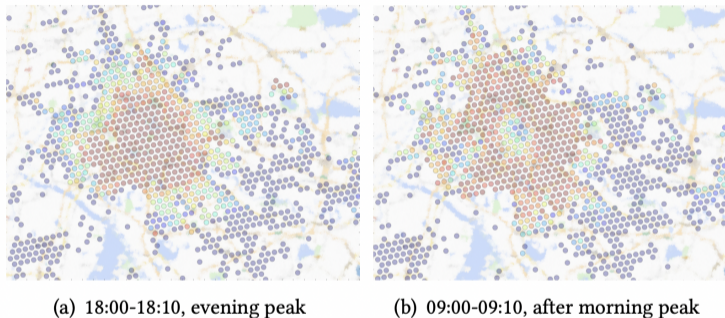 (a) 18:00-18:10, evening peak
(b) 09:00-09:10, after morning peak